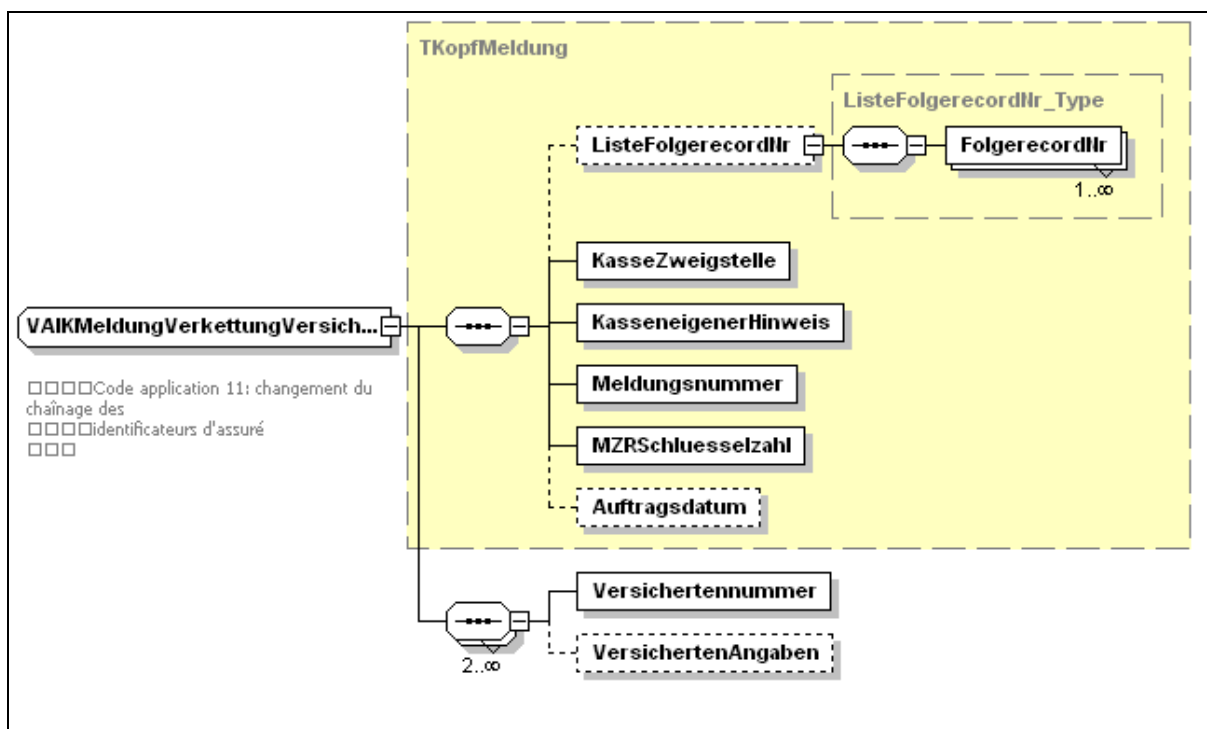 TKopfMeldung
ListeFolgerecordNr_Type
ListeFolgerecordNr
FolgerecordNr
1..∞
KasseZweigstelle
KasseneigenerHinweis
VAIKMeldungVerkettungVersich...
Meldungsnummer
□□□□Code application 11: changement du
chaînage des
□□□□identificateurs d'assuré
□□□
MZRSchluesselzahl
Auftragsdatum
Versichertennummer
VersichertenAngaben
2..∞